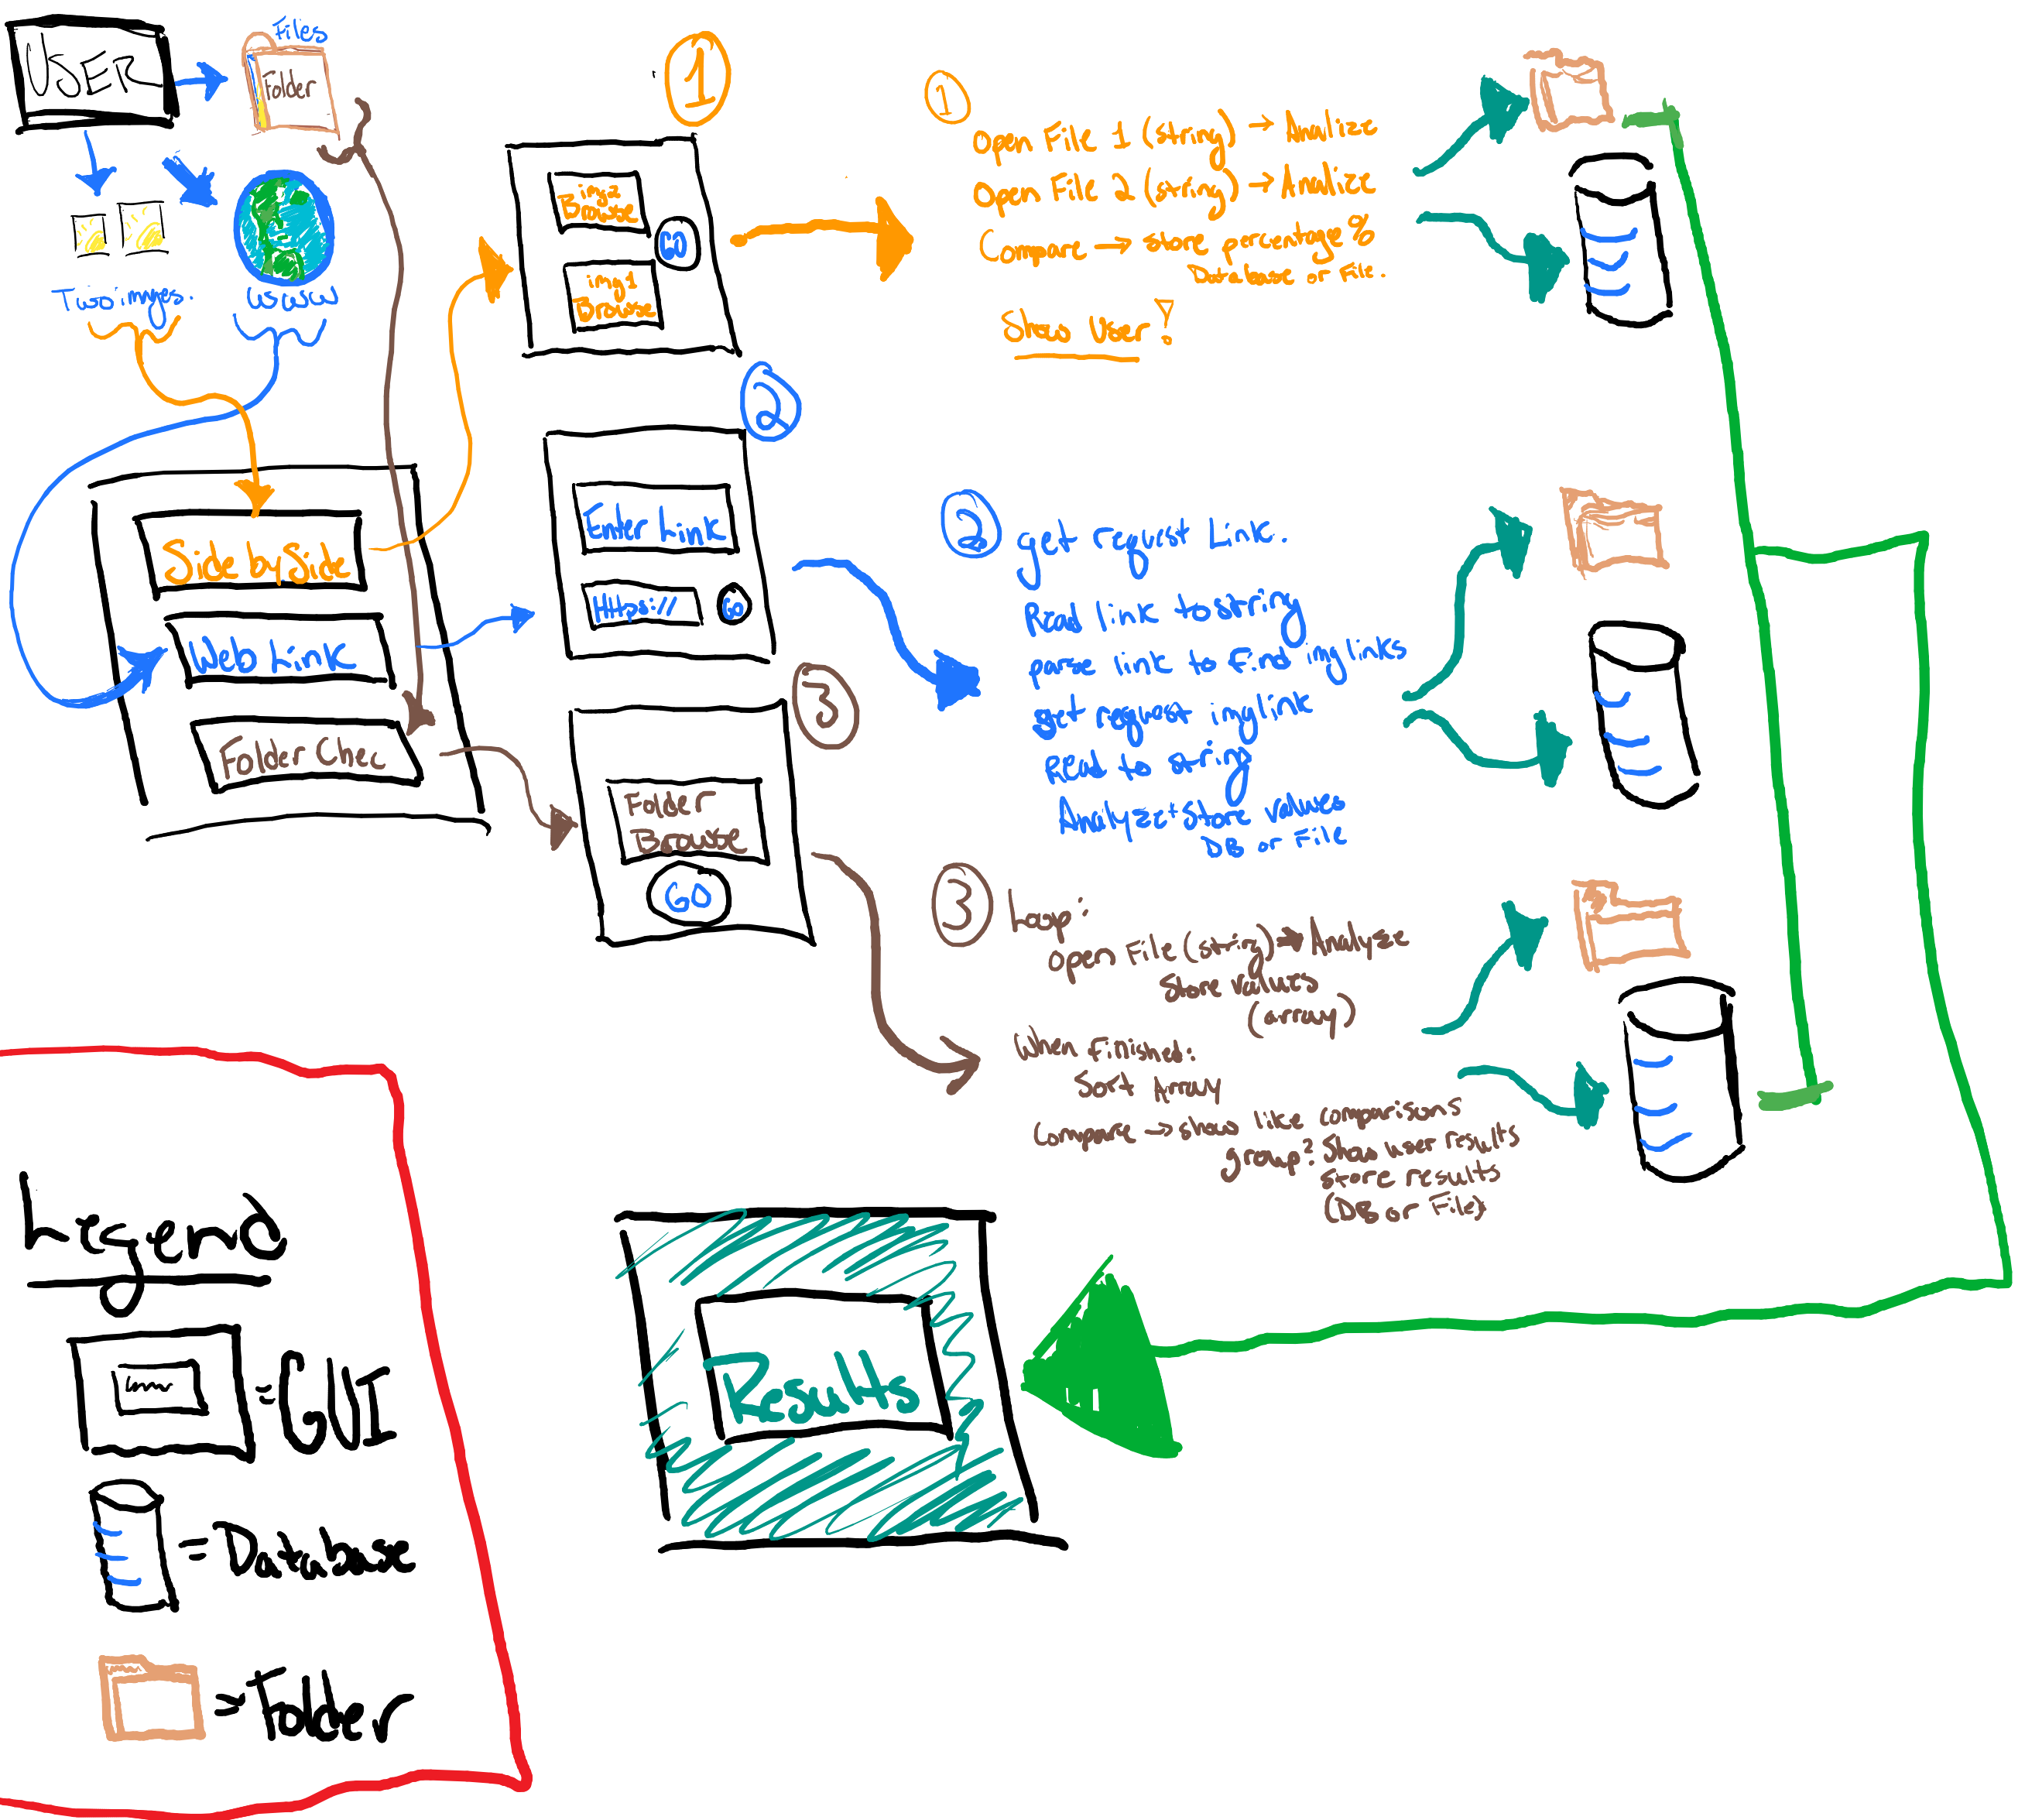 USER
Files
Folder
Two images.
WWW
Side by Side
Web Link
Folder Chec
1
img2
Browse
GO
img1
Browse
2
Enter Link
Https://
GO
3
Folder
Browse
GO
1
Open File 1 (string) → Analize
Open File 2 (string) → Analize
Compare → store percentage %
Database or File.
Show User!
2
get request Link.
Read link to string
parse link to find img links
get request img link
Read to string
Analyze + Store values
DB or File
3
Loop:
open File (string) → Analyze
Store values
(array)
When finished:
Sort Array
Compare → show like comparisons
group? Show user results
Store results
(DB or File)
Results
Legend
= GUI
= Database
= Folder